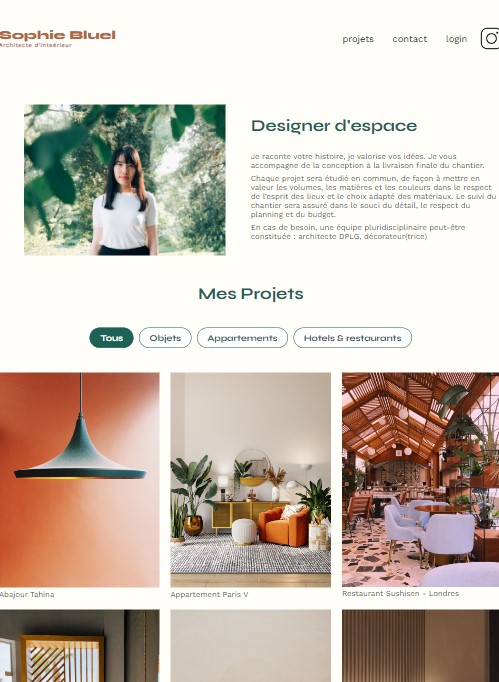 Sophie Bluel
Architecte d'intérieur
projets
contact
login
Designer d'espace
Je raconte votre histoire, je valorise vos idées. Je vous
accompagne de la conception à la livraison finale du chantier.
Chaque projet sera étudié en commun, de façon à mettre en
valeur les volumes, les matières et les couleurs dans le respect
de l'esprit des lieux et le choix adapté des matériaux. Le suivi du
chantier sera assuré dans le souci du détail, le respect du
planning et du budget.
En cas de besoin, une équipe pluridisciplinaire peut-être
constituée : architecte DPLG, décorateur(trice)
Mes Projets
Tous
Objets
Appartements
Hotels & restaurants
Abajour Tahina
Appartement Paris V
Restaurant Sushisen - Londres